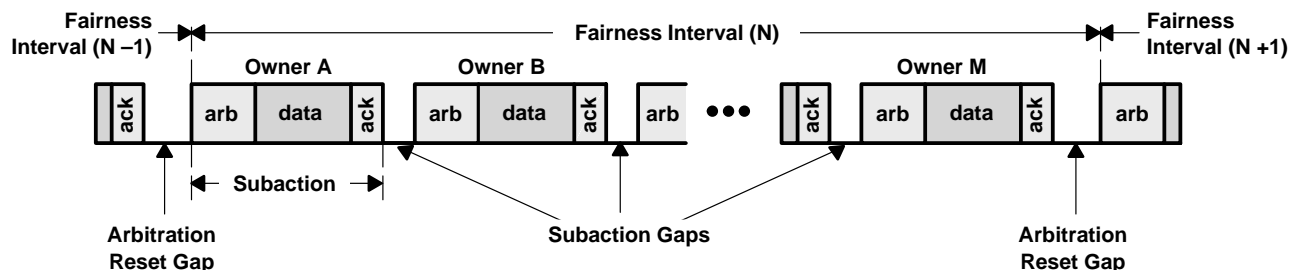 Fairness
Interval (N –1)
Fairness Interval (N)
Fairness
Interval (N +1)
Owner A
Owner B
Owner M
ack
arb
data
ack
arb
data
ack
arb
ack
arb
data
ack
arb
Subaction
Arbitration
Reset Gap
Subaction Gaps
Arbitration
Reset Gap